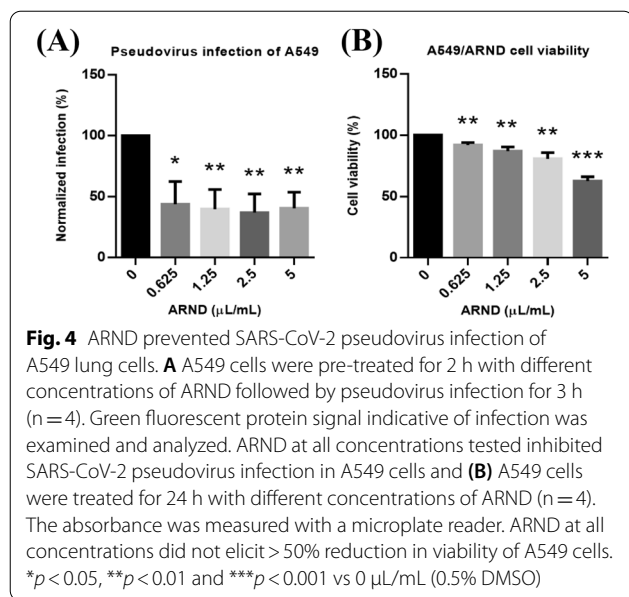 (A)
Pseudovirus infection of A549
Normalized infection (%)
150
100
50
0
*
**
**
**
0
0.625
1.25
2.5
5
ARND (μL/mL)
(B)
A549/ARND cell viability
Cell viability (%)
150
100
50
0
**
**
**
***
0
0.625
1.25
2.5
5
ARND (μL/mL)
Fig. 4 ARND prevented SARS-CoV-2 pseudovirus infection of
A549 lung cells. A A549 cells were pre-treated for 2 h with different
concentrations of ARND followed by pseudovirus infection for 3 h
(n = 4). Green fluorescent protein signal indicative of infection was
examined and analyzed. ARND at all concentrations tested inhibited
SARS-CoV-2 pseudovirus infection in A549 cells and (B) A549 cells
were treated for 24 h with different concentrations of ARND (n = 4).
The absorbance was measured with a microplate reader. ARND at all
concentrations did not elicit > 50% reduction in viability of A549 cells.
*p < 0.05, **p < 0.01 and ***p < 0.001 vs 0 μL/mL (0.5% DMSO)